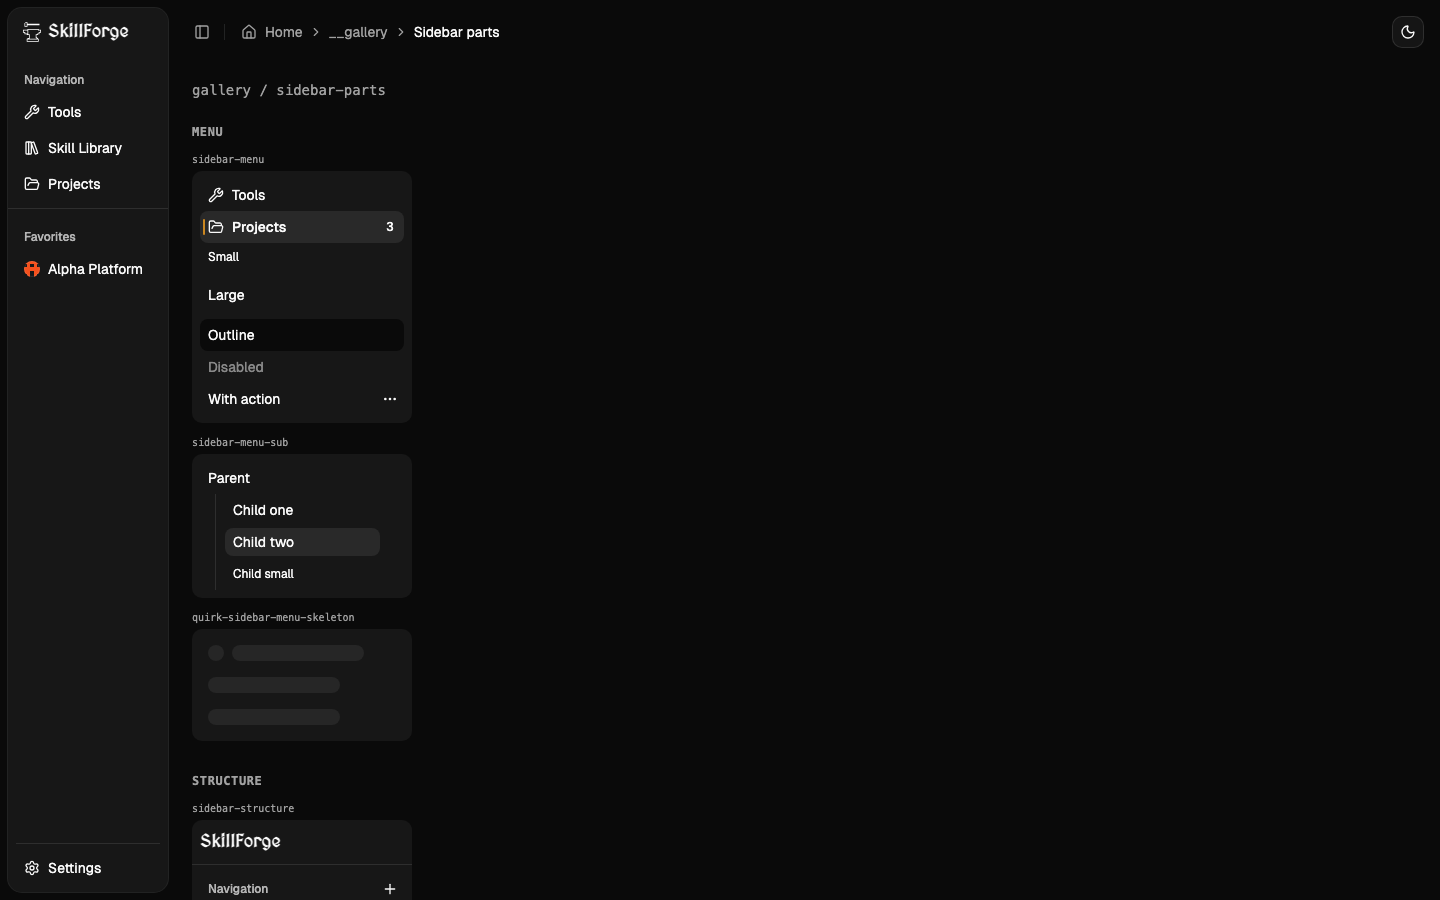 SkillForge
Navigation
Tools
Skill Library
Projects
Favorites
Alpha Platform
Settings
Home > __gallery > Sidebar parts
gallery / sidebar-parts
MENU
sidebar-menu
Tools
Projects 3
Small
Large
Outline
Disabled
With action
sidebar-menu-sub
Parent
Child one
Child two
Child small
quirk-sidebar-menu-skeleton
STRUCTURE
sidebar-structure
SkillForge
Navigation